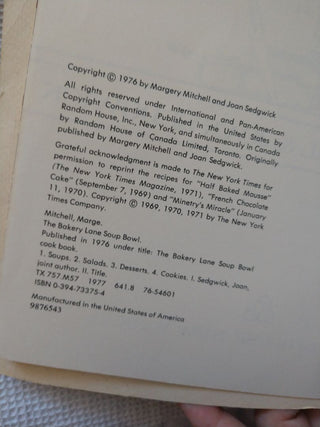 Copyright © 1976 by Margery Mitchell and Joan Sedgwick
All rights reserved under International and Pan-American
Copyright Conventions. Published in the United States by
Random House, Inc., New York, and simultaneously in Canada
by Random House of Canada Limited, Toronto. Originally
published by Margery Mitchell and Joan Sedgwick.
Grateful acknowledgment is made to The New York Times for
permission to reprint the recipes for "Half Baked Mousse"
(The New York Times Magazine, 1971), "French Chocolate
Cake" (September 7, 1969) and "Minetry's Miracle" (January
11, 1970). Copyright © 1969, 1970, 1971 by The New York
Times Company.
Mitchell, Marge.
The Bakery Lane Soup Bowl.
Published in 1976 under title: The Bakery Lane Soup Bowl
cook book.
1. Soups. 2. Salads. 3. Desserts. 4. Cookies. I. Sedgwick, Joan,
joint author. II. Title.
TX 757.M57 1977 641.8 76-54601
ISBN 0-394-73375-4
Manufactured in the United States of America
9876543